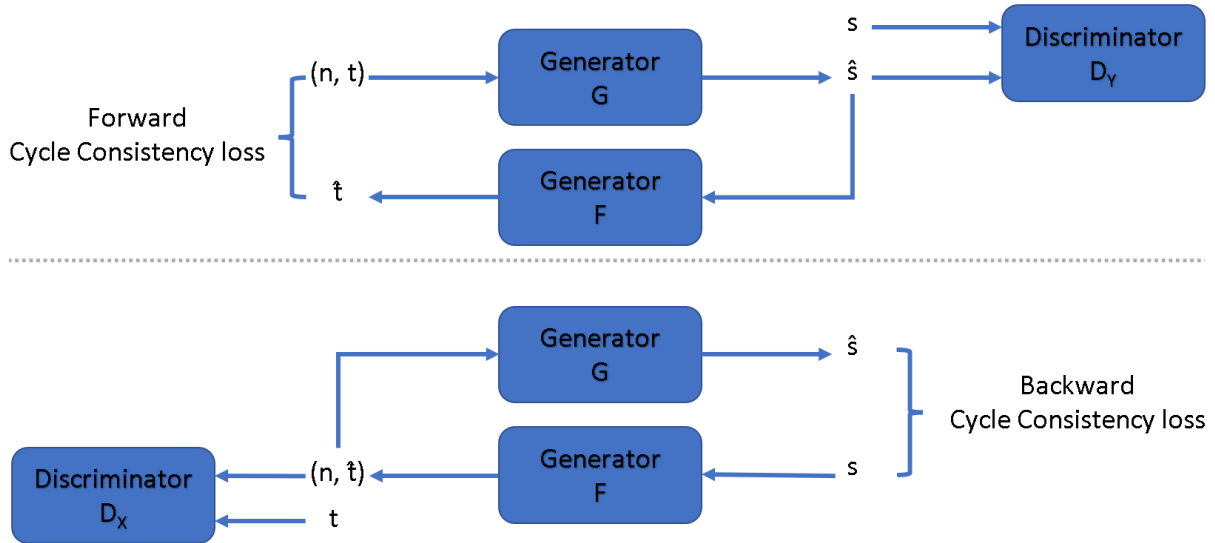 s
(n, t)
Generator
G
ŝ
Discriminator
D_Y
Forward
Cycle Consistency loss
t̂
Generator
F
Generator
G
ŝ
Backward
Cycle Consistency loss
Discriminator
D_X
(n, t̂)
t
Generator
F
s